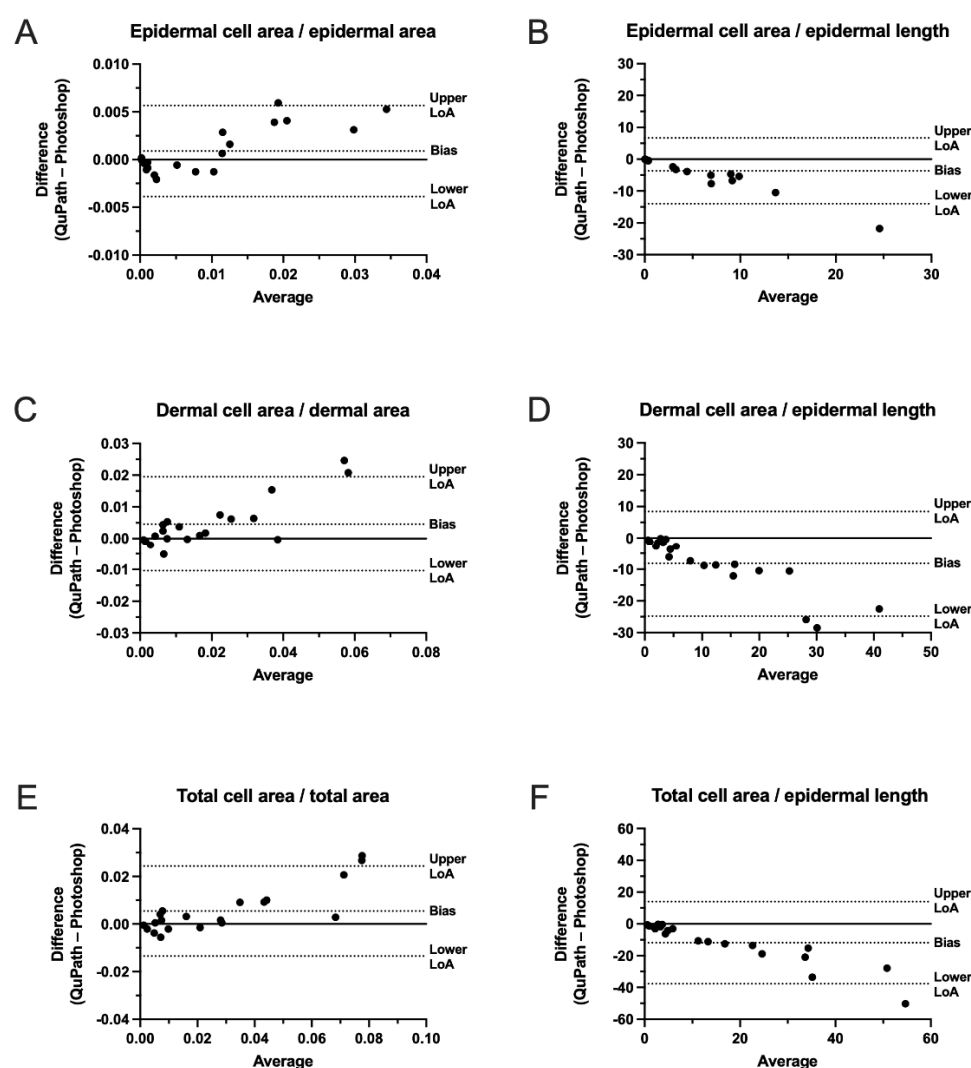 A
Epidermal cell area / epidermal area
Difference
(QuPath – Photoshop)
0.010
0.005
0.000
-0.005
-0.010
Upper
LoA
Bias
Lower
LoA
0.00 0.01 0.02 0.03 0.04
Average
B
Epidermal cell area / epidermal length
Difference
(QuPath – Photoshop)
30
20
10
0
-10
-20
-30
Upper
LoA
Bias
Lower
LoA
0 10 20 30
Average
C
Dermal cell area / dermal area
Difference
(QuPath – Photoshop)
0.03
0.02
0.01
0.00
-0.01
-0.02
-0.03
Upper
LoA
Bias
Lower
LoA
0.00 0.02 0.04 0.06 0.08
Average
D
Dermal cell area / epidermal length
Difference
(QuPath – Photoshop)
30
20
10
0
-10
-20
-30
Upper
LoA
Bias
Lower
LoA
0 10 20 30 40 50
Average
E
Total cell area / total area
Difference
(QuPath – Photoshop)
0.04
0.02
0.00
-0.02
-0.04
Upper
LoA
Bias
Lower
LoA
0.00 0.02 0.04 0.06 0.08 0.10
Average
F
Total cell area / epidermal length
Difference
(QuPath – Photoshop)
60
40
20
0
-20
-40
-60
Upper
LoA
Bias
Lower
LoA
0 20 40 60
Average